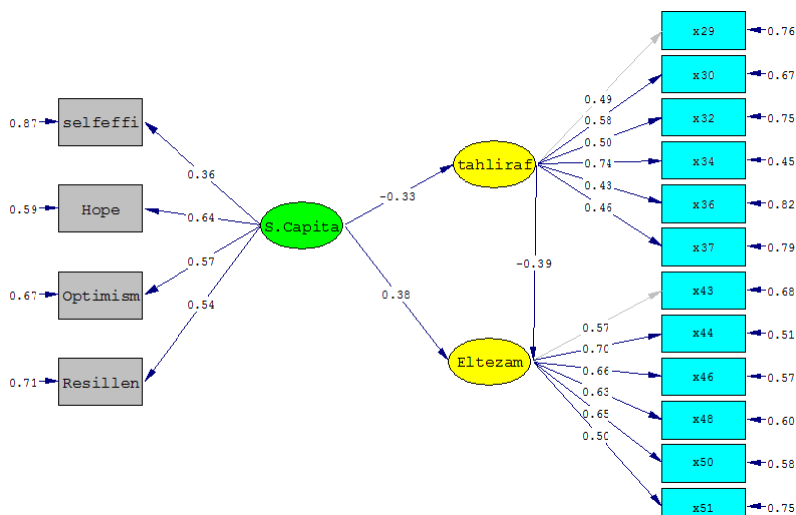 0.87
selfeffi
0.59
Hope
0.67
Optimism
0.71
Resillen
0.36
0.64
0.57
0.54
S.Capita
-0.33
0.38
tahliraf
-0.39
Eltezam
0.49
0.58
0.50
0.74
0.43
0.46
0.57
0.70
0.66
0.63
0.65
0.50
x29
0.76
x30
0.67
x32
0.75
x34
0.45
x36
0.82
x37
0.79
x43
0.68
x44
0.51
x46
0.57
x48
0.60
x50
0.58
x51
0.75